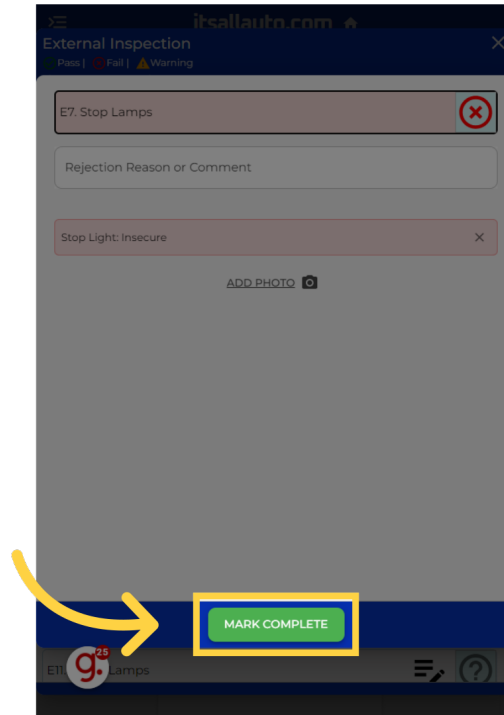 itsallauto.com
External Inspection
Pass | Fail | Warning
E7. Stop Lamps
Rejection Reason or Comment
Stop Light: Insecure
ADD PHOTO
MARK COMPLETE
g. 25
E11. Lamps